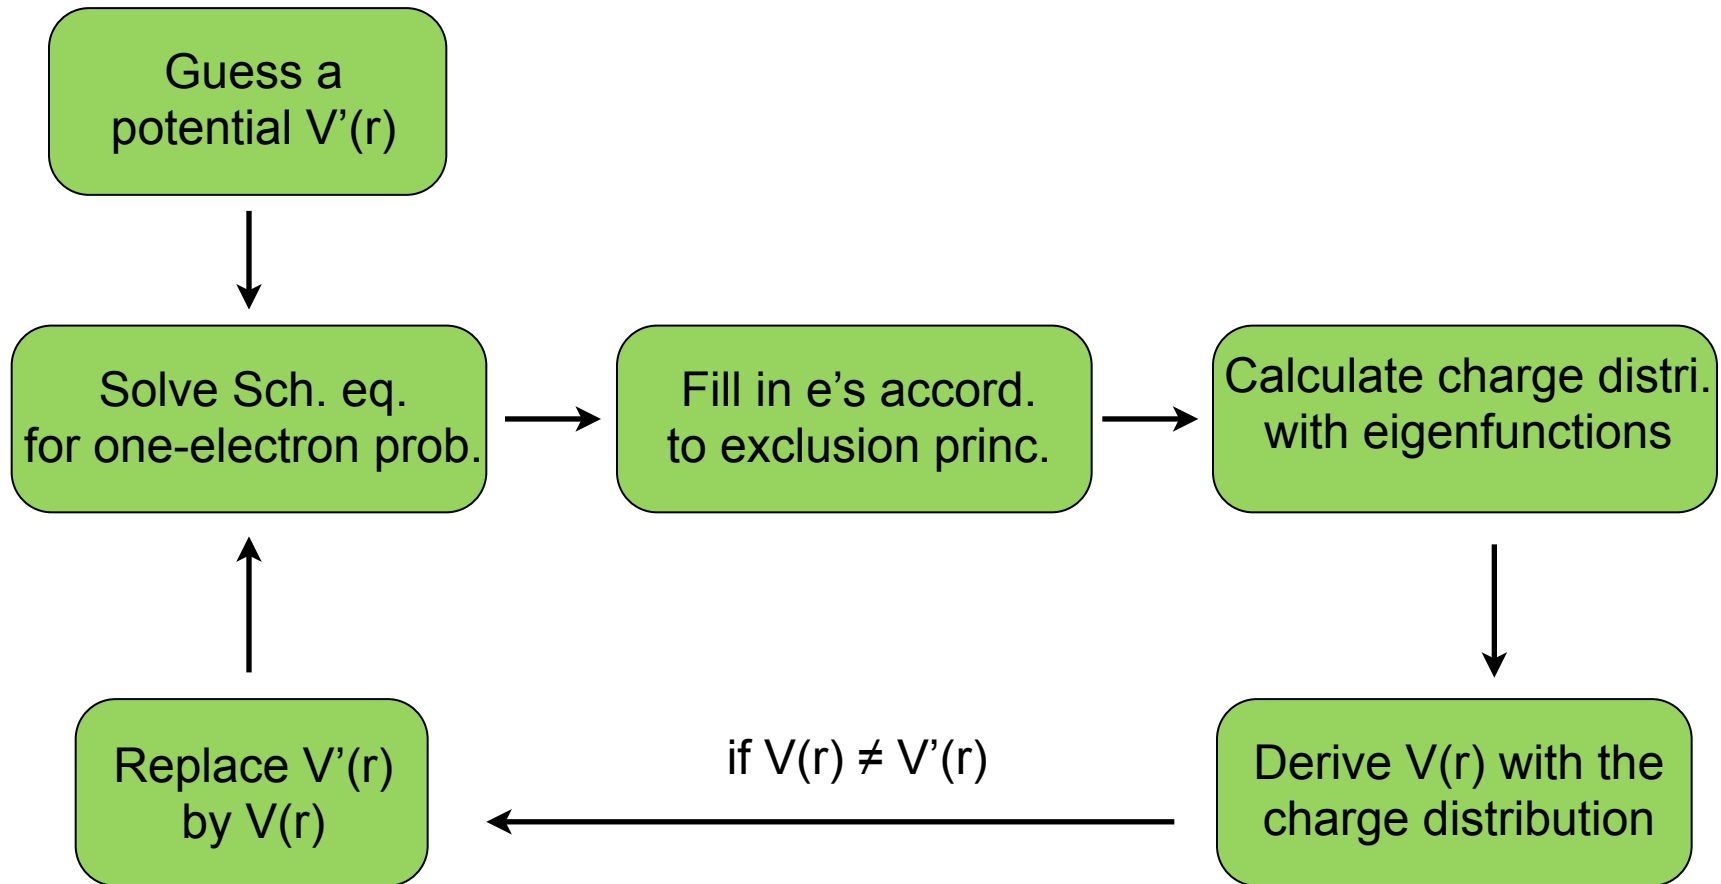 Guess a
potential V’(r)
Solve Sch. eq.
for one-electron prob.
Fill in e’s accord.
to exclusion princ.
Calculate charge distri.
with eigenfunctions
Replace V’(r)
by V(r)
if V(r) ≠ V’(r)
Derive V(r) with the
charge distribution